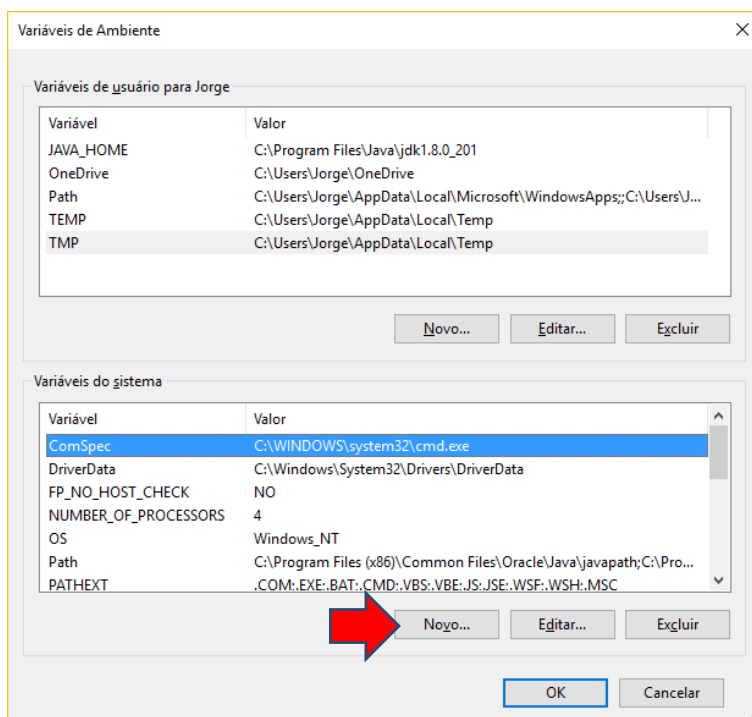 Variáveis de Ambiente
Variáveis de usuário para Jorge
Variável Valor
JAVA_HOME C:\Program Files\Java\jdk1.8.0_201
OneDrive C:\Users\Jorge\OneDrive
Path C:\Users\Jorge\AppData\Local\Microsoft\WindowsApps;;C:\Users\J...
TEMP C:\Users\Jorge\AppData\Local\Temp
TMP C:\Users\Jorge\AppData\Local\Temp
Novo... Editar... Excluir
Variáveis do sistema
Variável Valor
ComSpec C:\WINDOWS\system32\cmd.exe
DriverData C:\Windows\System32\Drivers\DriverData
FP_NO_HOST_CHECK NO
NUMBER_OF_PROCESSORS 4
OS Windows_NT
Path C:\Program Files (x86)\Common Files\Oracle\Java\javapath;C:\Pro...
PATHEXT .COM;.EXE;.BAT;.CMD;.VBS;.VBE;.JS;.JSE;.WSF;.WSH;.MSC
Novo... Editar... Excluir
OK Cancelar